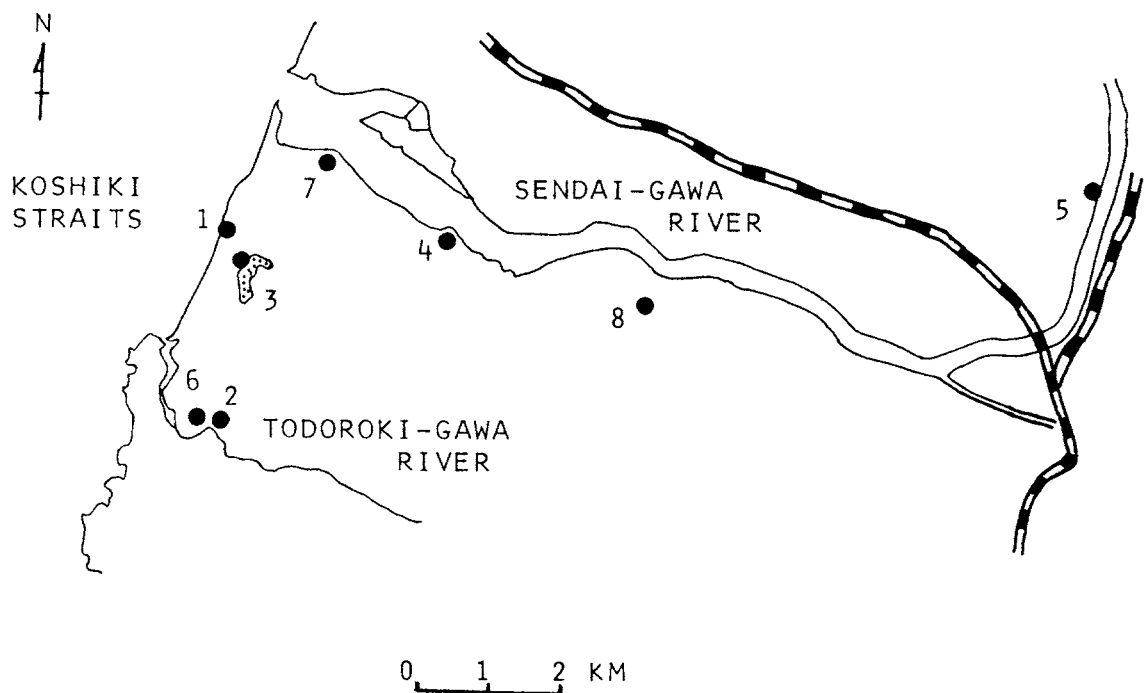 N
KOSHIKI
STRAITS
SENDAI-GAWA
RIVER
7
5
1
4
3
8
6
2
TODOROKI-GAWA
RIVER
0 1 2 KM